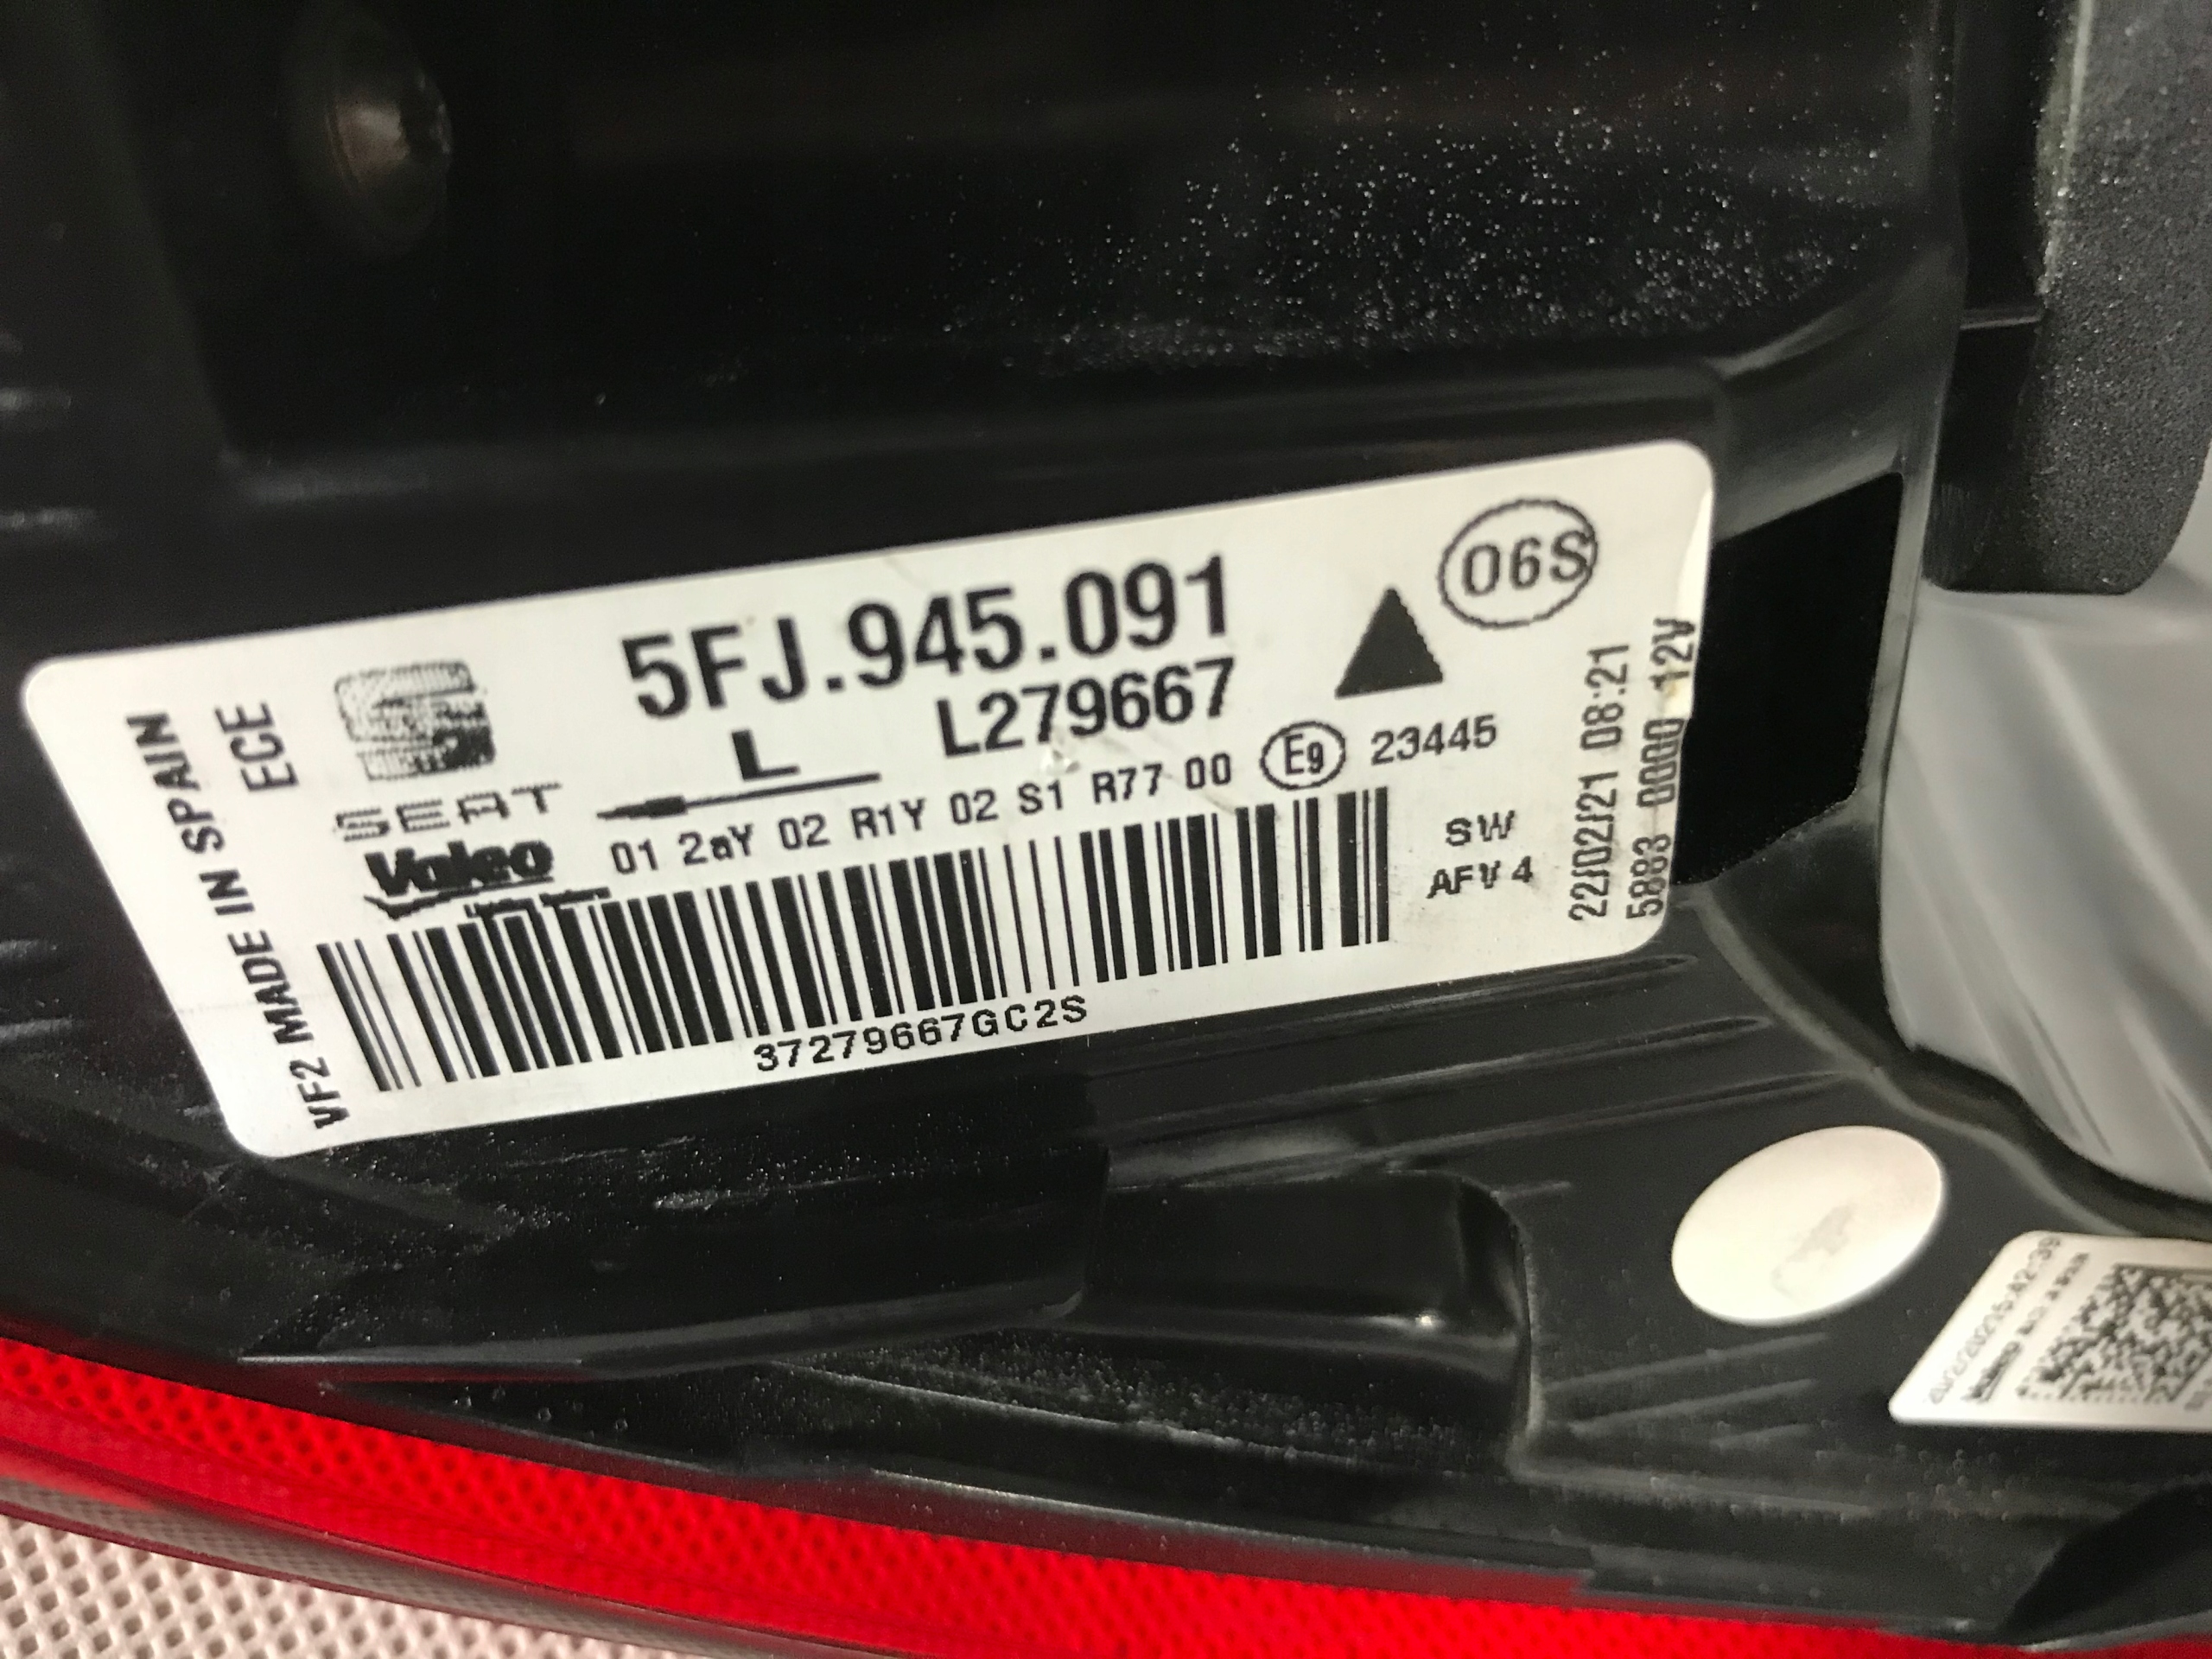 5FJ.945.091
06S
L
L279667
01 2aY 02 R1Y 02 S1 R77 00 E9 23445
SEAT
Valeo
SW
AFV 4
37279667GC2S
VF2 MADE IN SPAIN
ECE
22/02/21 08:21
5883 0000 12V
Valeo